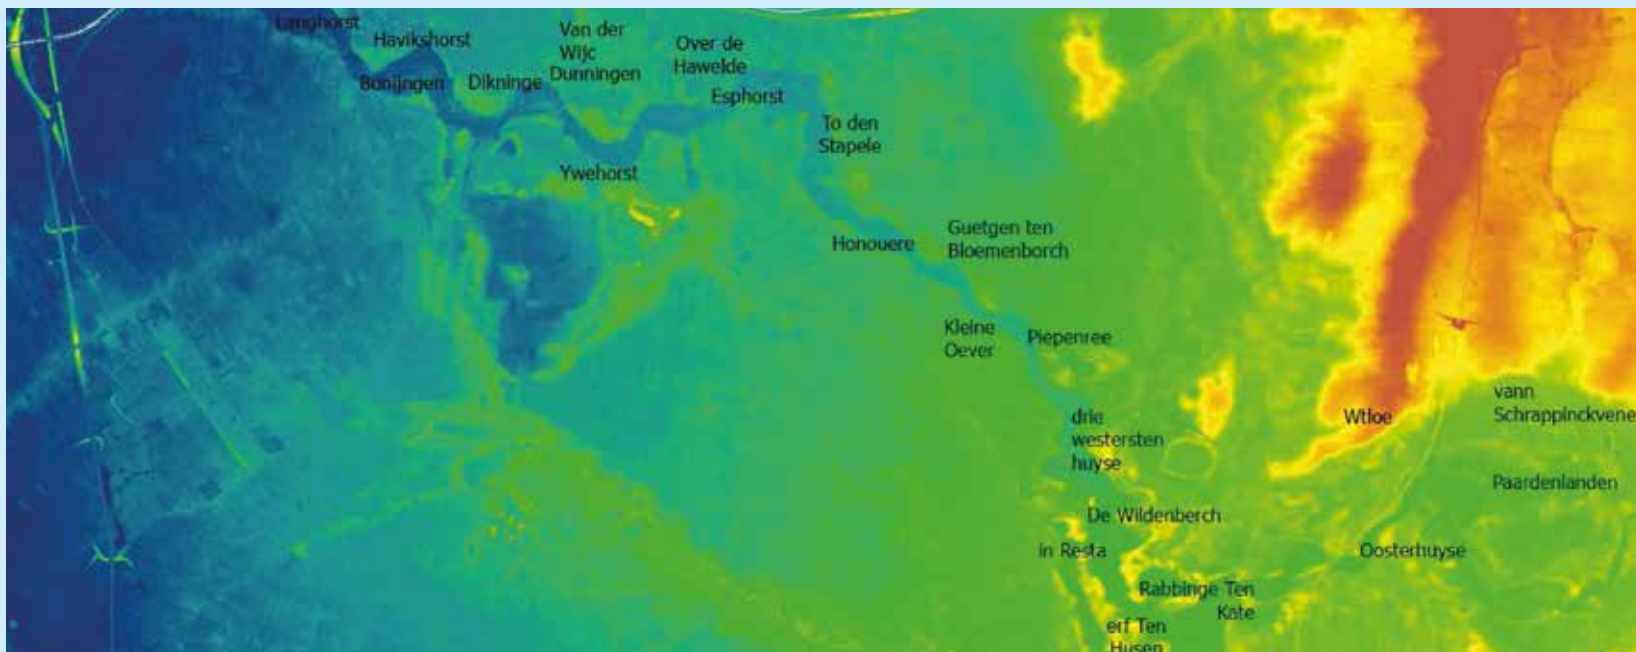 Langhorst
Havikshorst
Bonijngen
Dikninge
Van der
Wijc
Dunningen
Over de
Hawelde
Esphorst
To den
Stapele
Ywehorst
Honouere
Guetgen ten
Bloemenborch
Kleine
Oever
Piepenree
drie
westersten
huyse
Wtloe
vann
Schrappinckvene
Paardenlanden
De Wildenberch
in Resta
Oosterhuyse
Rabbinge Ten
Kate
erf Ten
Husen